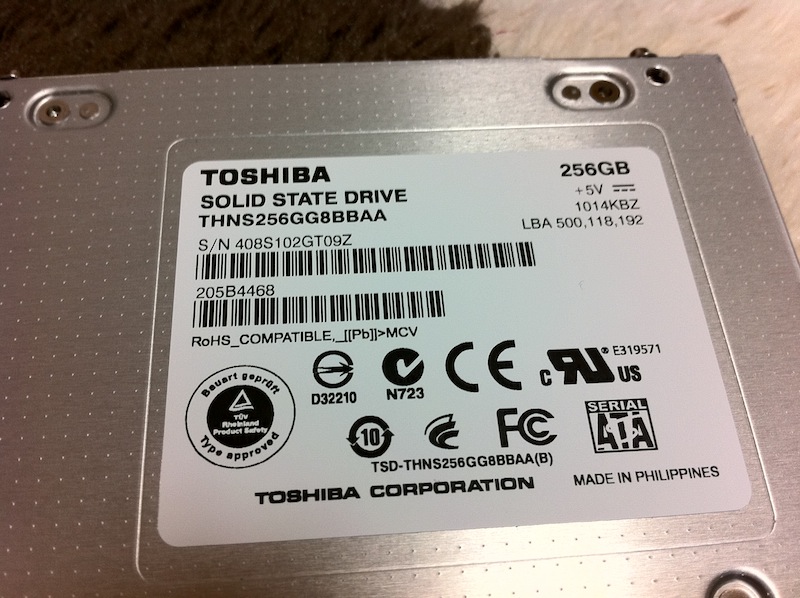 TOSHIBA
256GB
SOLID STATE DRIVE
+5V
THNS256GG8BBAA
1014KBZ
LBA 500,118,192
S/N 408S102GT09Z
205B4468
RoHS_COMPATIBLE,_[[Pb]]>MCV
Bauart geprüft
TÜV
Rheinland
Product Safety
Type approved
D32210
N723
CE
c RU ® US
E319571
10
FC
SERIAL
ATA
TSD-THNS256GG8BBAA(B)
TOSHIBA CORPORATION
MADE IN PHILIPPINES